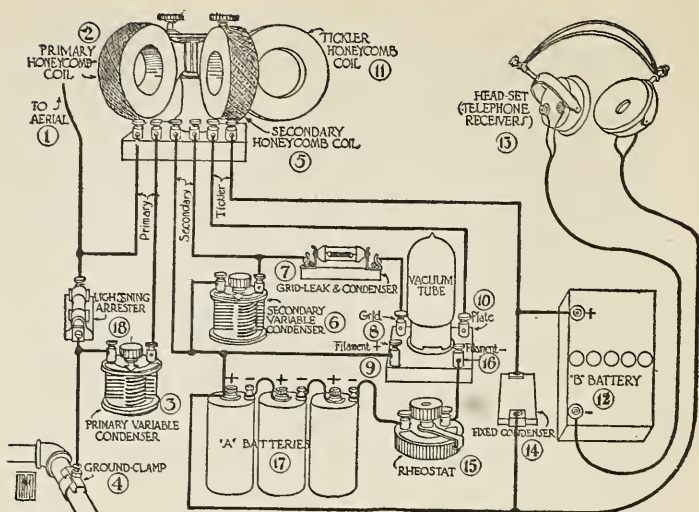 ②
PRIMARY
HONEYCOMB
COIL
TICKLER
HONEYCOMB
COIL ⑪
TO
AERIAL
①
SECONDARY
HONEYCOMB COIL
⑤
HEAD-SET
(TELEPHONE
RECEIVERS)
⑬
Primary
Secondary
Tickler
LIGHTNING
ARRESTER
⑱
⑦
GRID-LEAK & CONDENSER
SECONDARY
VARIABLE
CONDENSER ⑥
VACUUM
TUBE
Grid
⑧
⑩
Plate
Filament +
⑨
Filament -
⑯
③
PRIMARY VARIABLE
CONDENSER
GROUND-CLAMP
④
+ - + - + -
"A" BATTERIES
⑰
RHEOSTAT ⑮
FIXED CONDENSER
⑭
+
"B" BATTERY
⑫
-